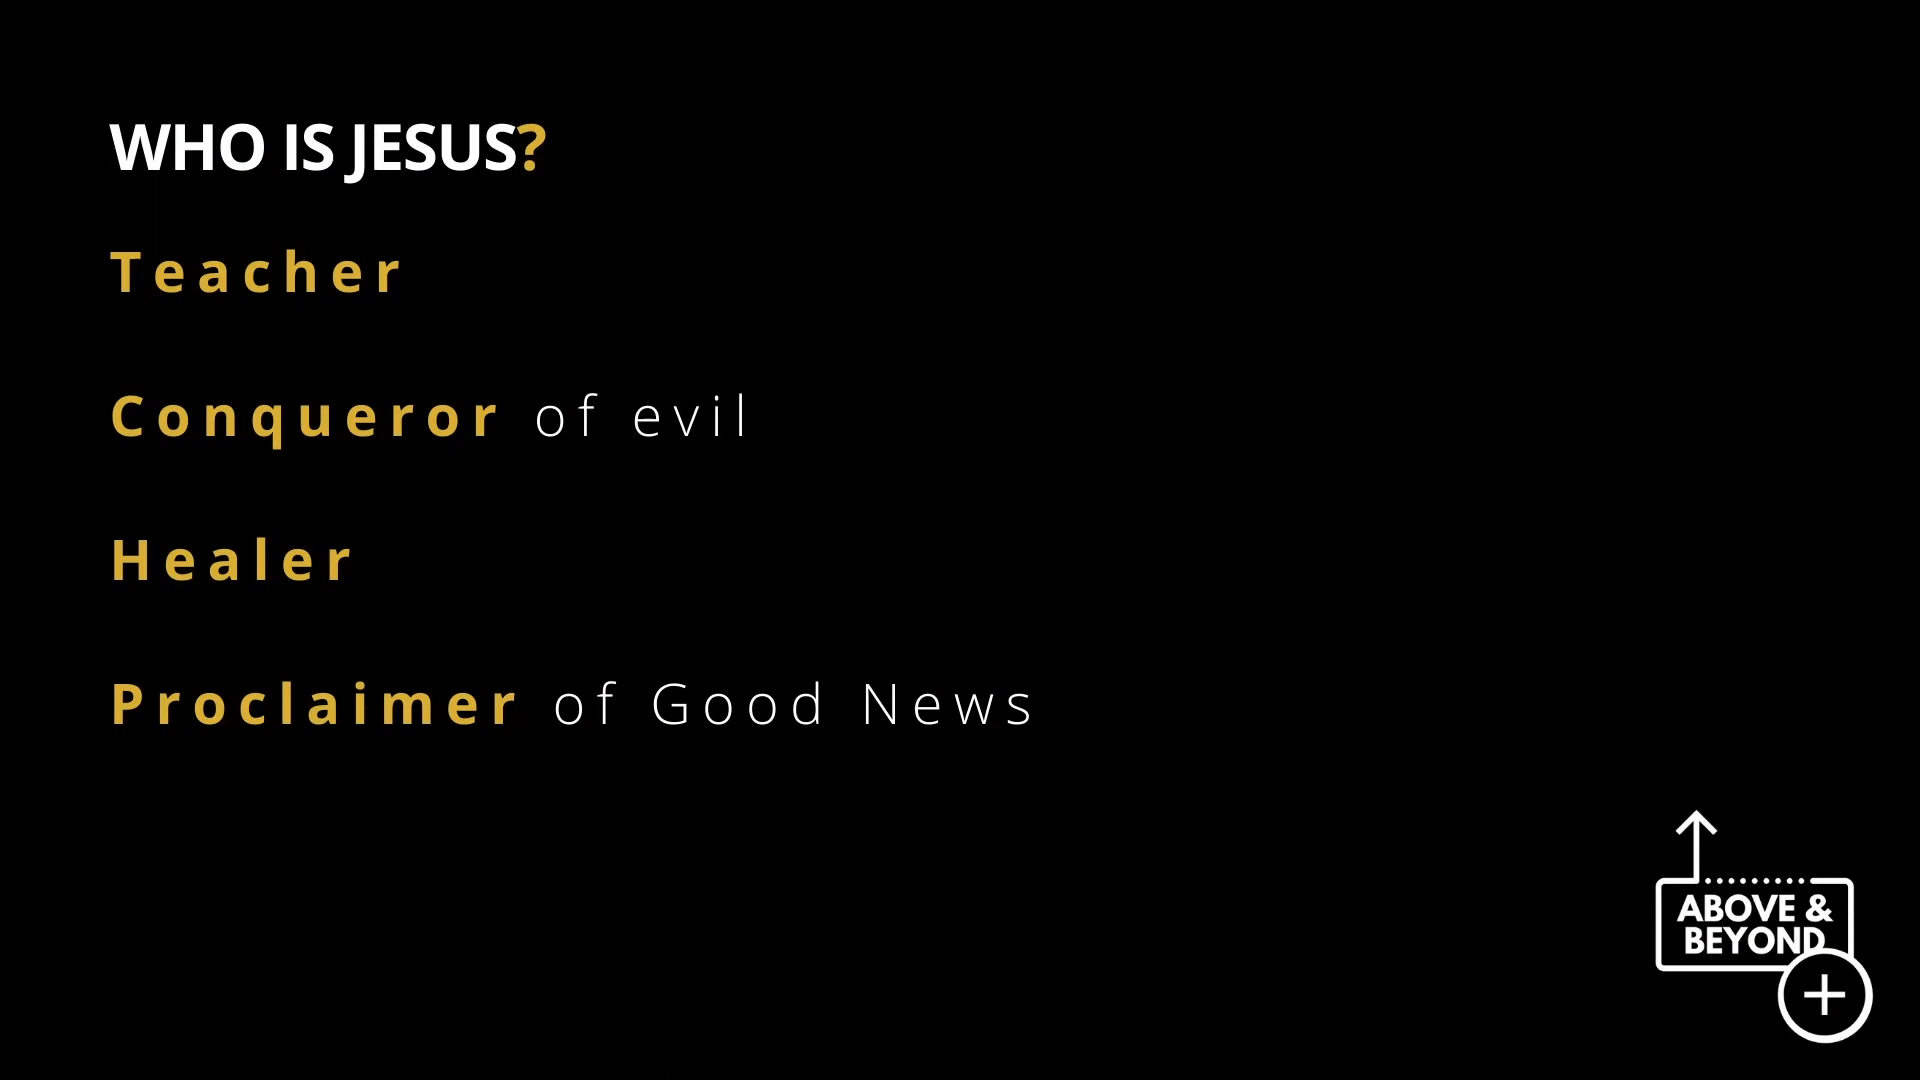 WHO IS JESUS?
Teacher
Conqueror of evil
Healer
Proclaimer of Good News
ABOVE &
BEYOND